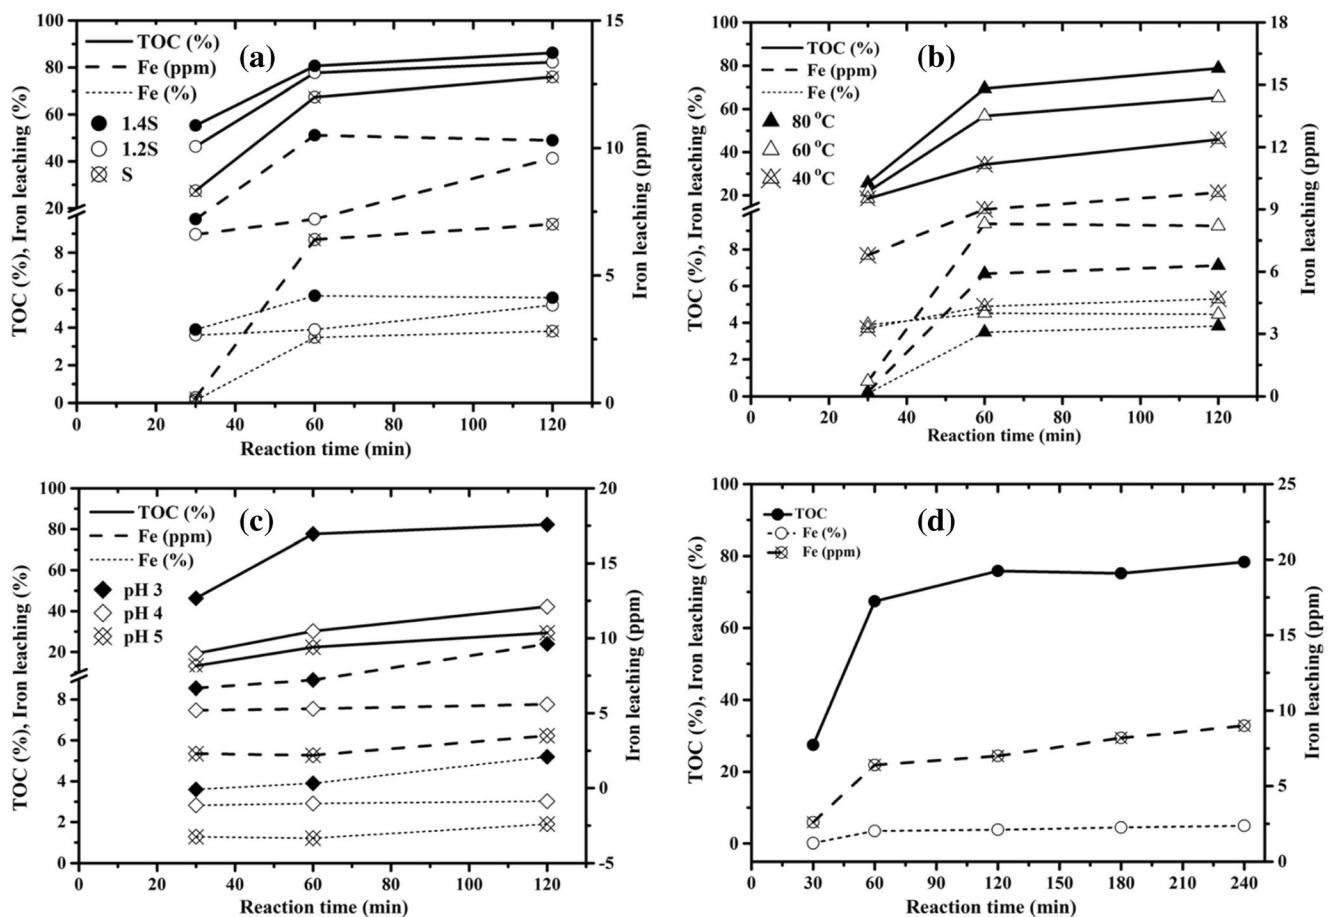 (a)
TOC (%)
Fe (ppm)
Fe (%)
1.4S
1.2S
S
TOC (%), Iron leaching (%)
100
90
80
60
40
20
8
6
4
2
0
0 20 40 60 80 100 120
Reaction time (min)
15
10
5
0
Iron leaching (ppm)
(b)
TOC (%)
Fe (ppm)
Fe (%)
80 °C
60 °C
40 °C
TOC (%), Iron leaching (%)
100
80
60
40
20
8
6
4
2
0
0 20 40 60 80 100 120
Reaction time (min)
18
15
12
9
6
3
0
Iron leaching (ppm)
(c)
TOC (%)
Fe (ppm)
Fe (%)
pH 3
pH 4
pH 5
TOC (%), Iron leaching (%)
100
80
60
40
20
8
6
4
2
0
0 20 40 60 80 100 120
Reaction time (min)
20
15
10
5
0
-5
Iron leaching (ppm)
(d)
TOC
Fe (%)
Fe (ppm)
TOC (%), Iron leaching (%)
100
80
60
40
20
0
0 30 60 90 120 150 180 210 240
Reaction time (min)
25
20
15
10
5
0
Iron leaching (ppm)